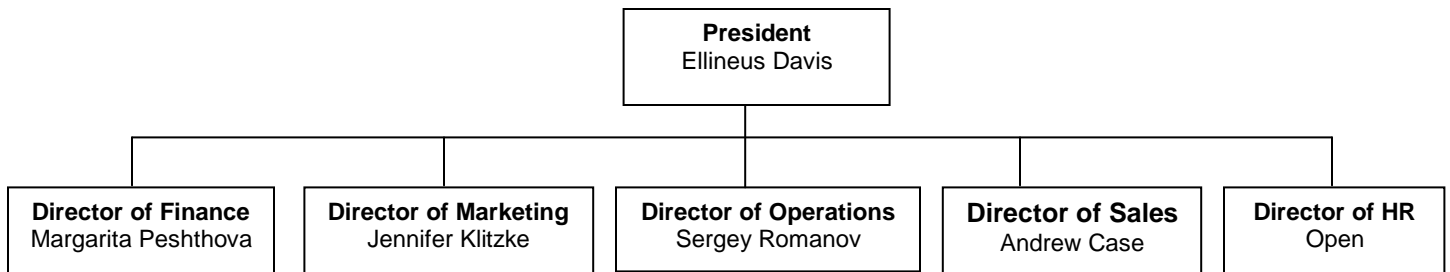 President
Ellineus Davis
Director of Finance
Margarita Peshthova
Director of Marketing
Jennifer Klitzke
Director of Operations
Sergey Romanov
Director of Sales
Andrew Case
Director of HR
Open